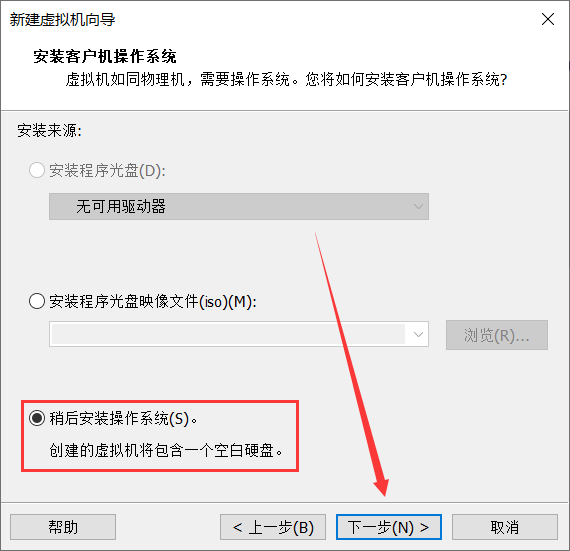 新建虚拟机向导
安装客户机操作系统
虚拟机如同物理机，需要操作系统。您将如何安装客户机操作系统?
安装来源:
安装程序光盘(D):
无可用驱动器
安装程序光盘映像文件(iso)(M):
浏览(R)...
稍后安装操作系统(S)。
创建的虚拟机将包含一个空白硬盘。
帮助
< 上一步(B)
下一步(N) >
取消